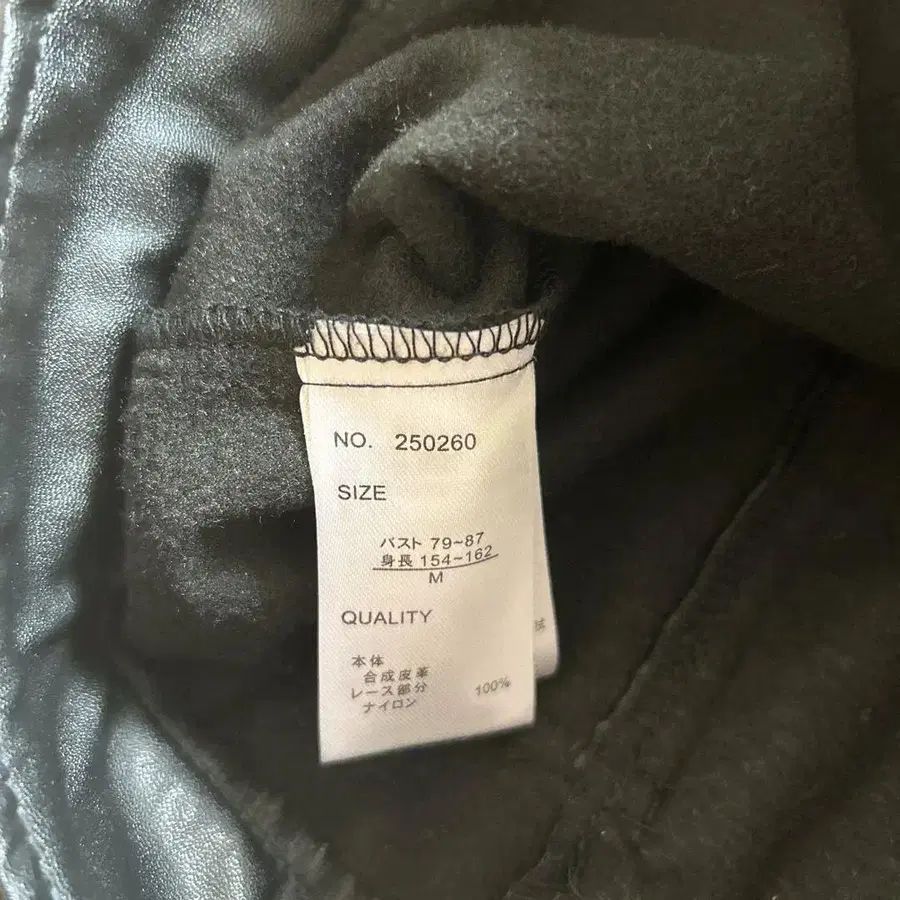 NO. 250260
SIZE
バスト 79~87
身長 154~162
M
QUALITY
本体
合成皮革
レース部分
ナイロン 100%